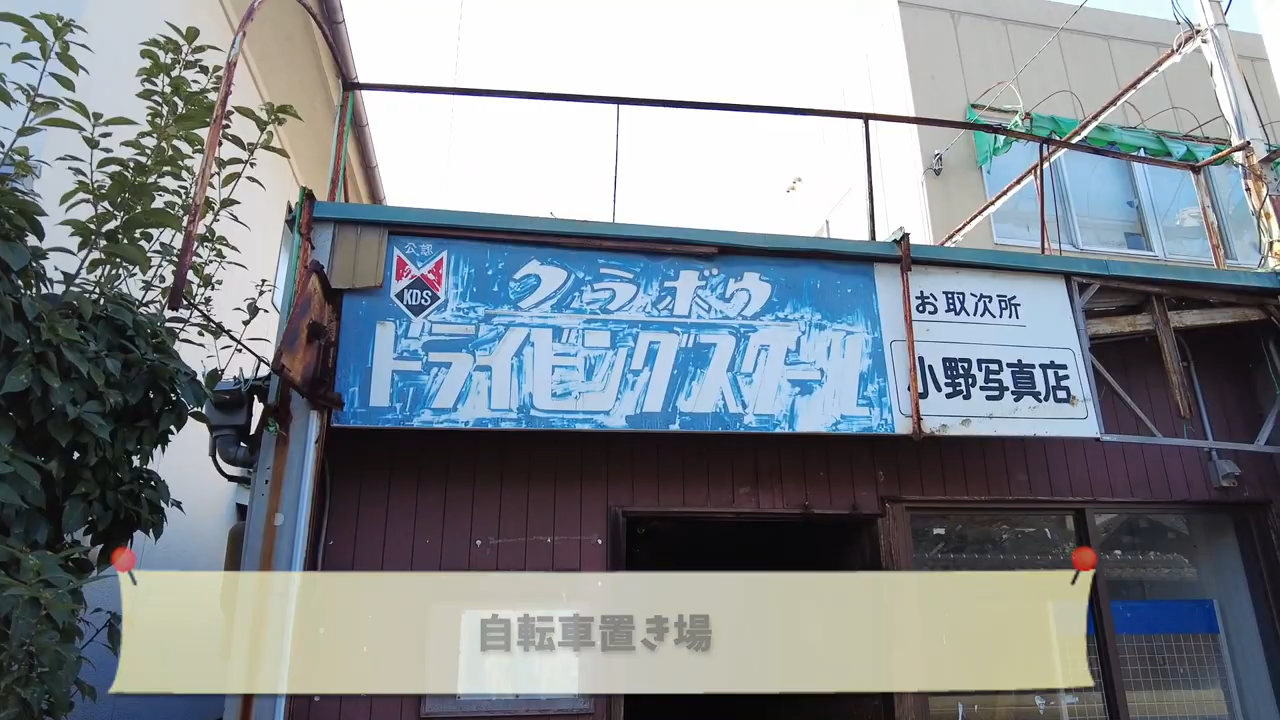 公認
KDS
クラボウ
ドライビングスクール
お取次所
小野写真店
自転車置き場